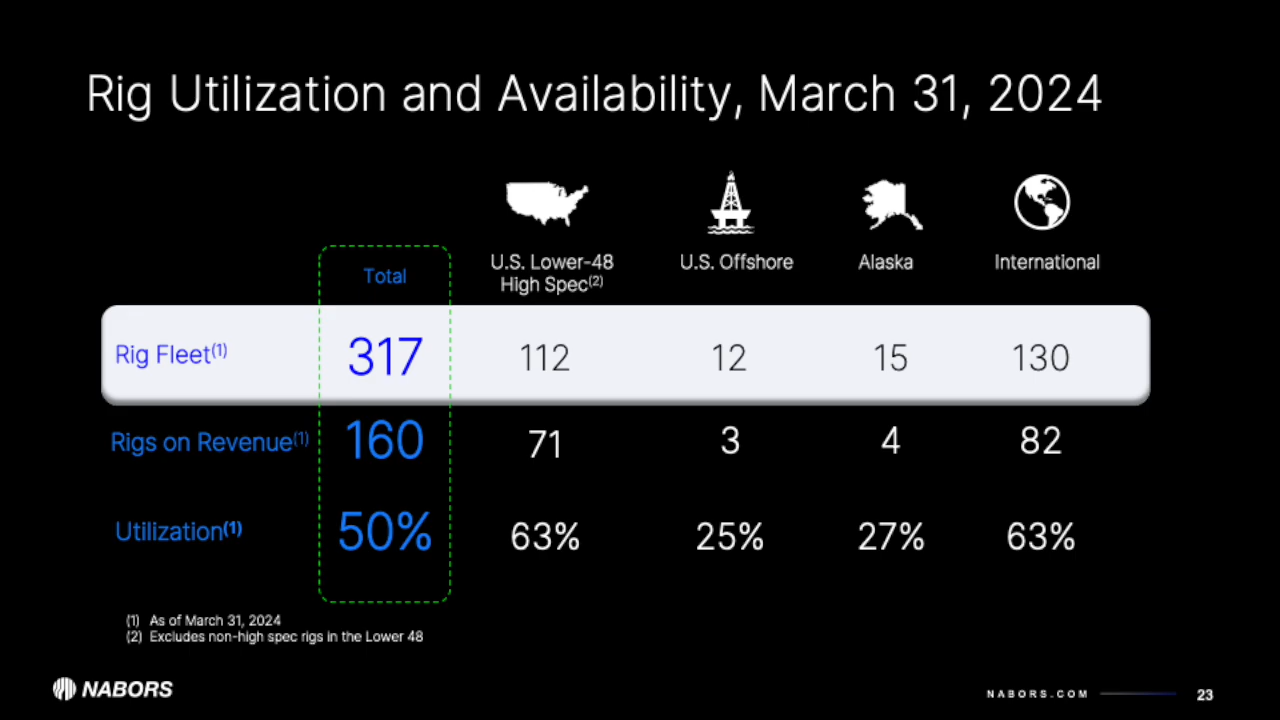 Rig Utilization and Availability, March 31, 2024
Total
U.S. Lower-48
High Spec(2)
U.S. Offshore
Alaska
International
Rig Fleet(1) 317 112 12 15 130
Rigs on Revenue(1) 160 71 3 4 82
Utilization(1) 50% 63% 25% 27% 63%
(1) As of March 31, 2024
(2) Excludes non-high spec rigs in the Lower 48
NABORS
NABORS.COM
23